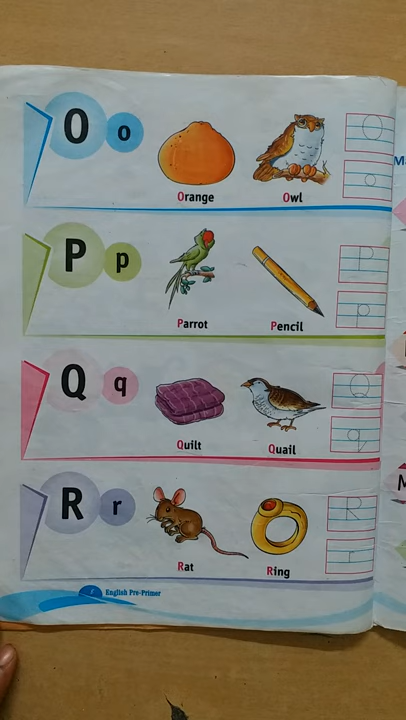 O o
Orange Owl
P p
Parrot Pencil
Q q
Quilt Quail
R r
Rat Ring
English Pre-Primer